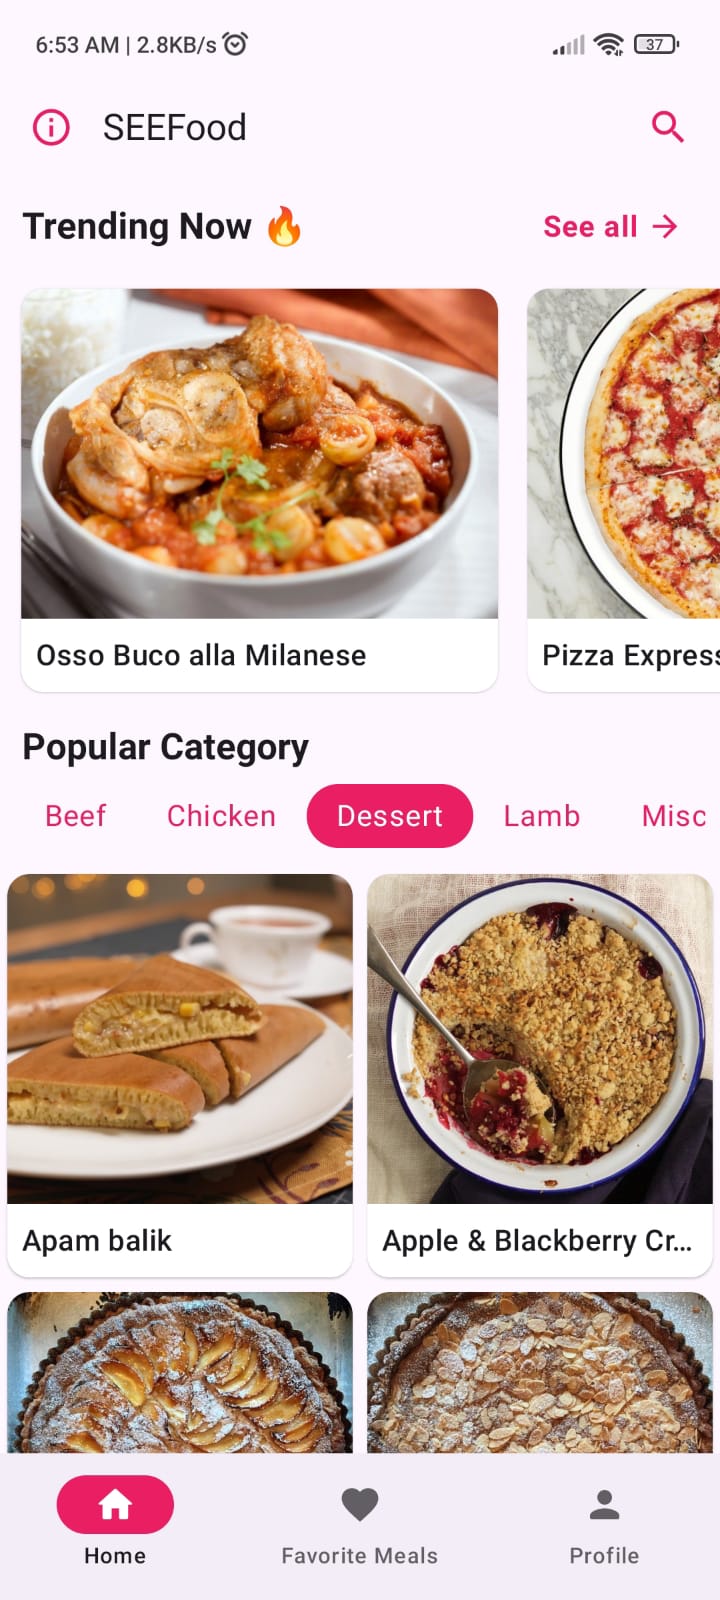 6:53 AM | 2.8KB/s
37
SEEFood
Trending Now 🔥
See all →
Osso Buco alla Milanese
Pizza Express
Popular Category
Beef Chicken Dessert Lamb Misc
Apam balik
Apple & Blackberry Cr...
Home
Favorite Meals
Profile